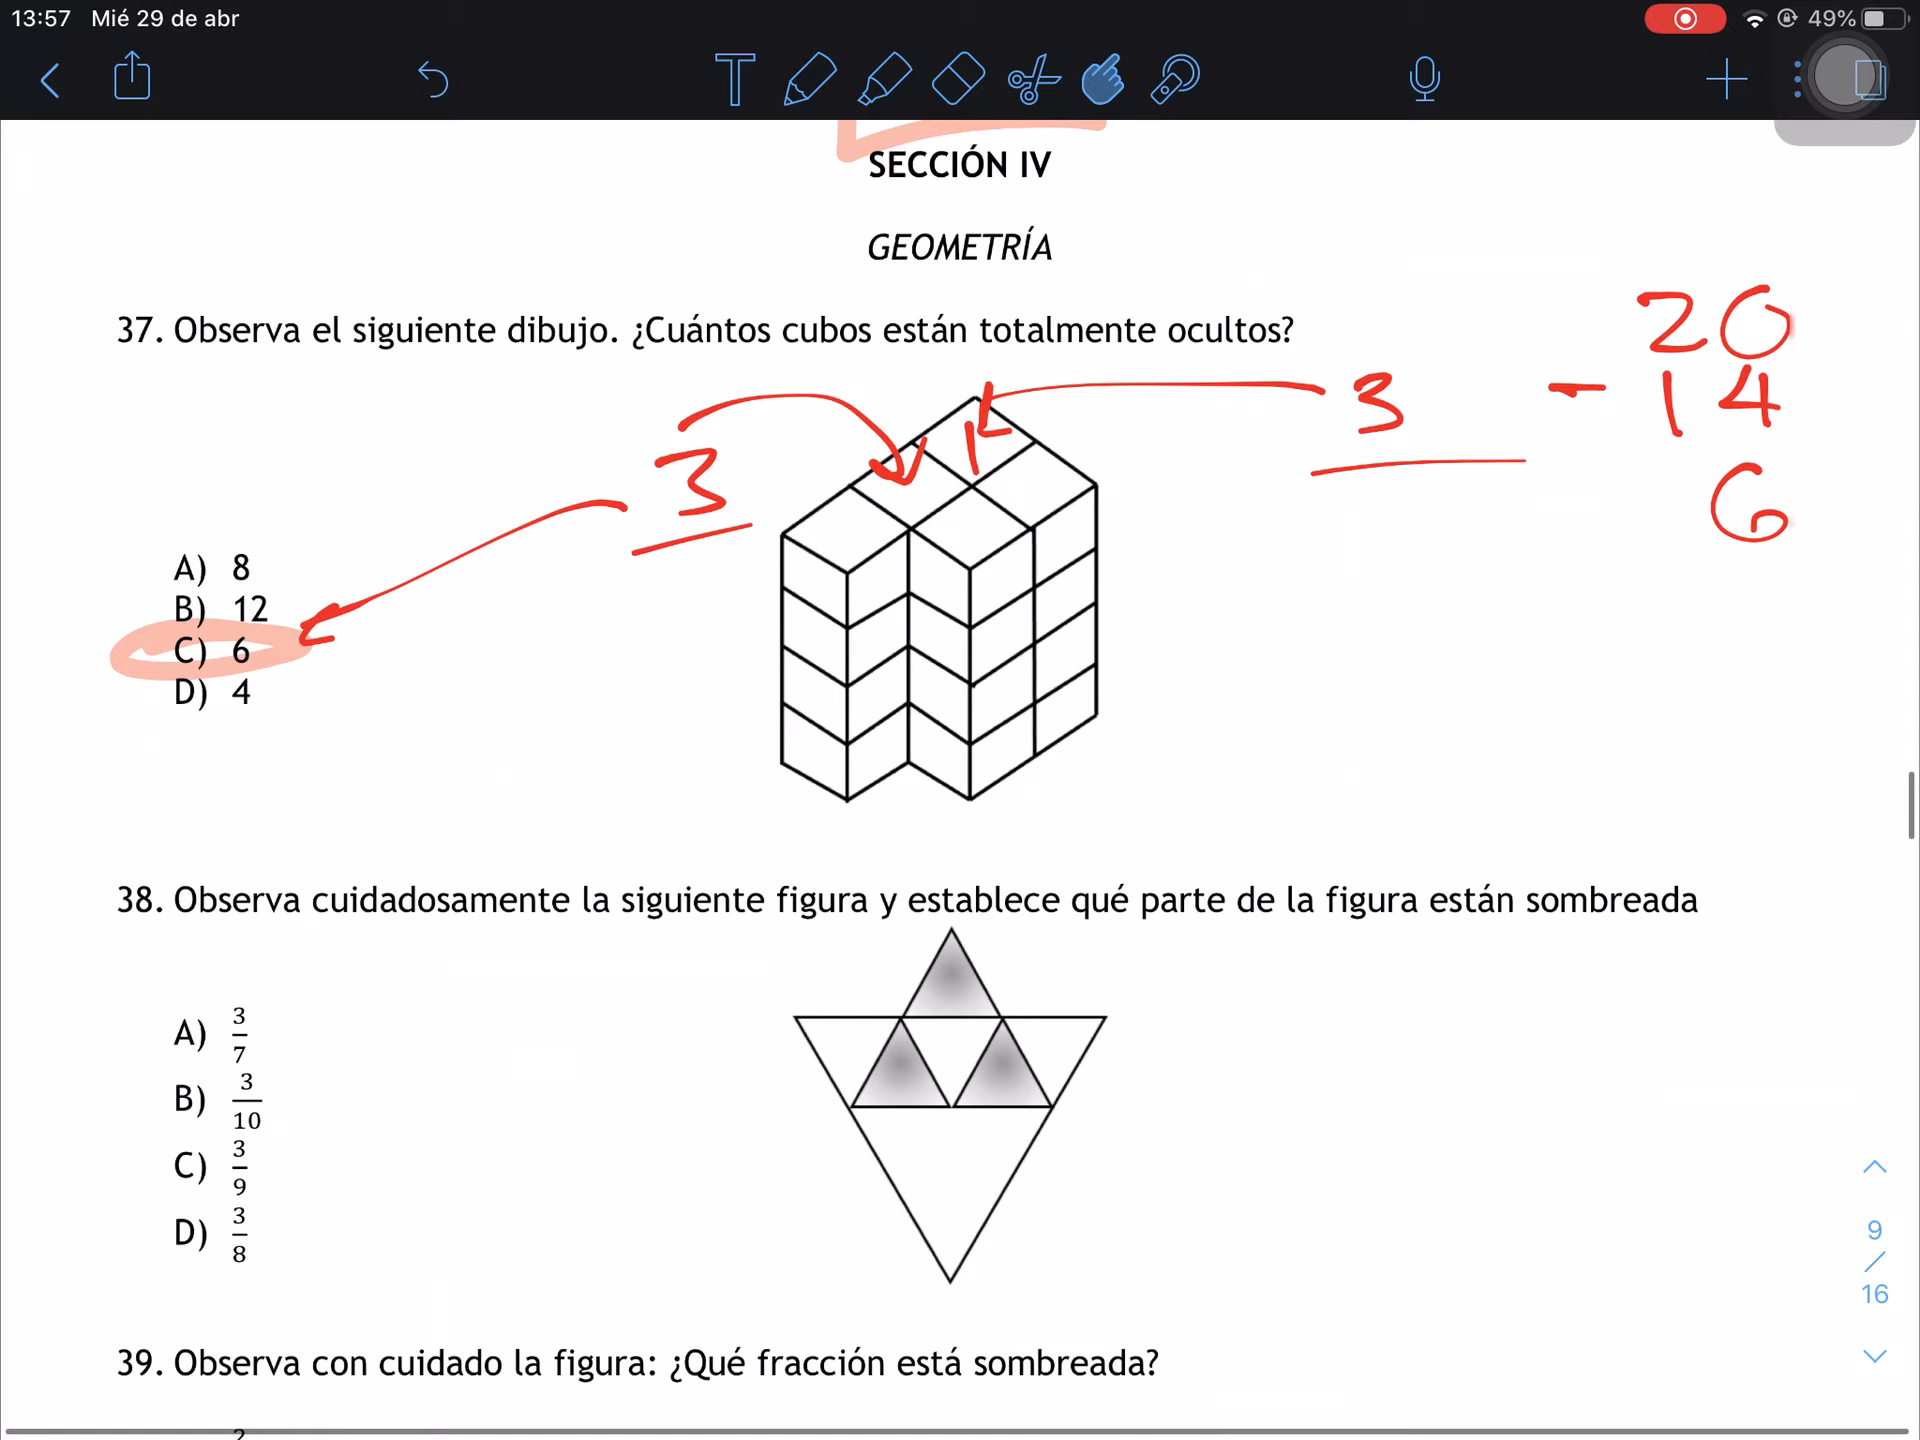 13:57 Mié 29 de abr 49%
T
SECCIÓN IV
GEOMETRÍA
37. Observa el siguiente dibujo. ¿Cuántos cubos están totalmente ocultos?
20
3 - 14
3
6
A) 8
B) 12
C) 6
D) 4
38. Observa cuidadosamente la siguiente figura y establece qué parte de la figura están sombreada
A) 3/7
B) 3/10
C) 3/9
D) 3/8
9
/
16
39. Observa con cuidado la figura: ¿Qué fracción está sombreada?